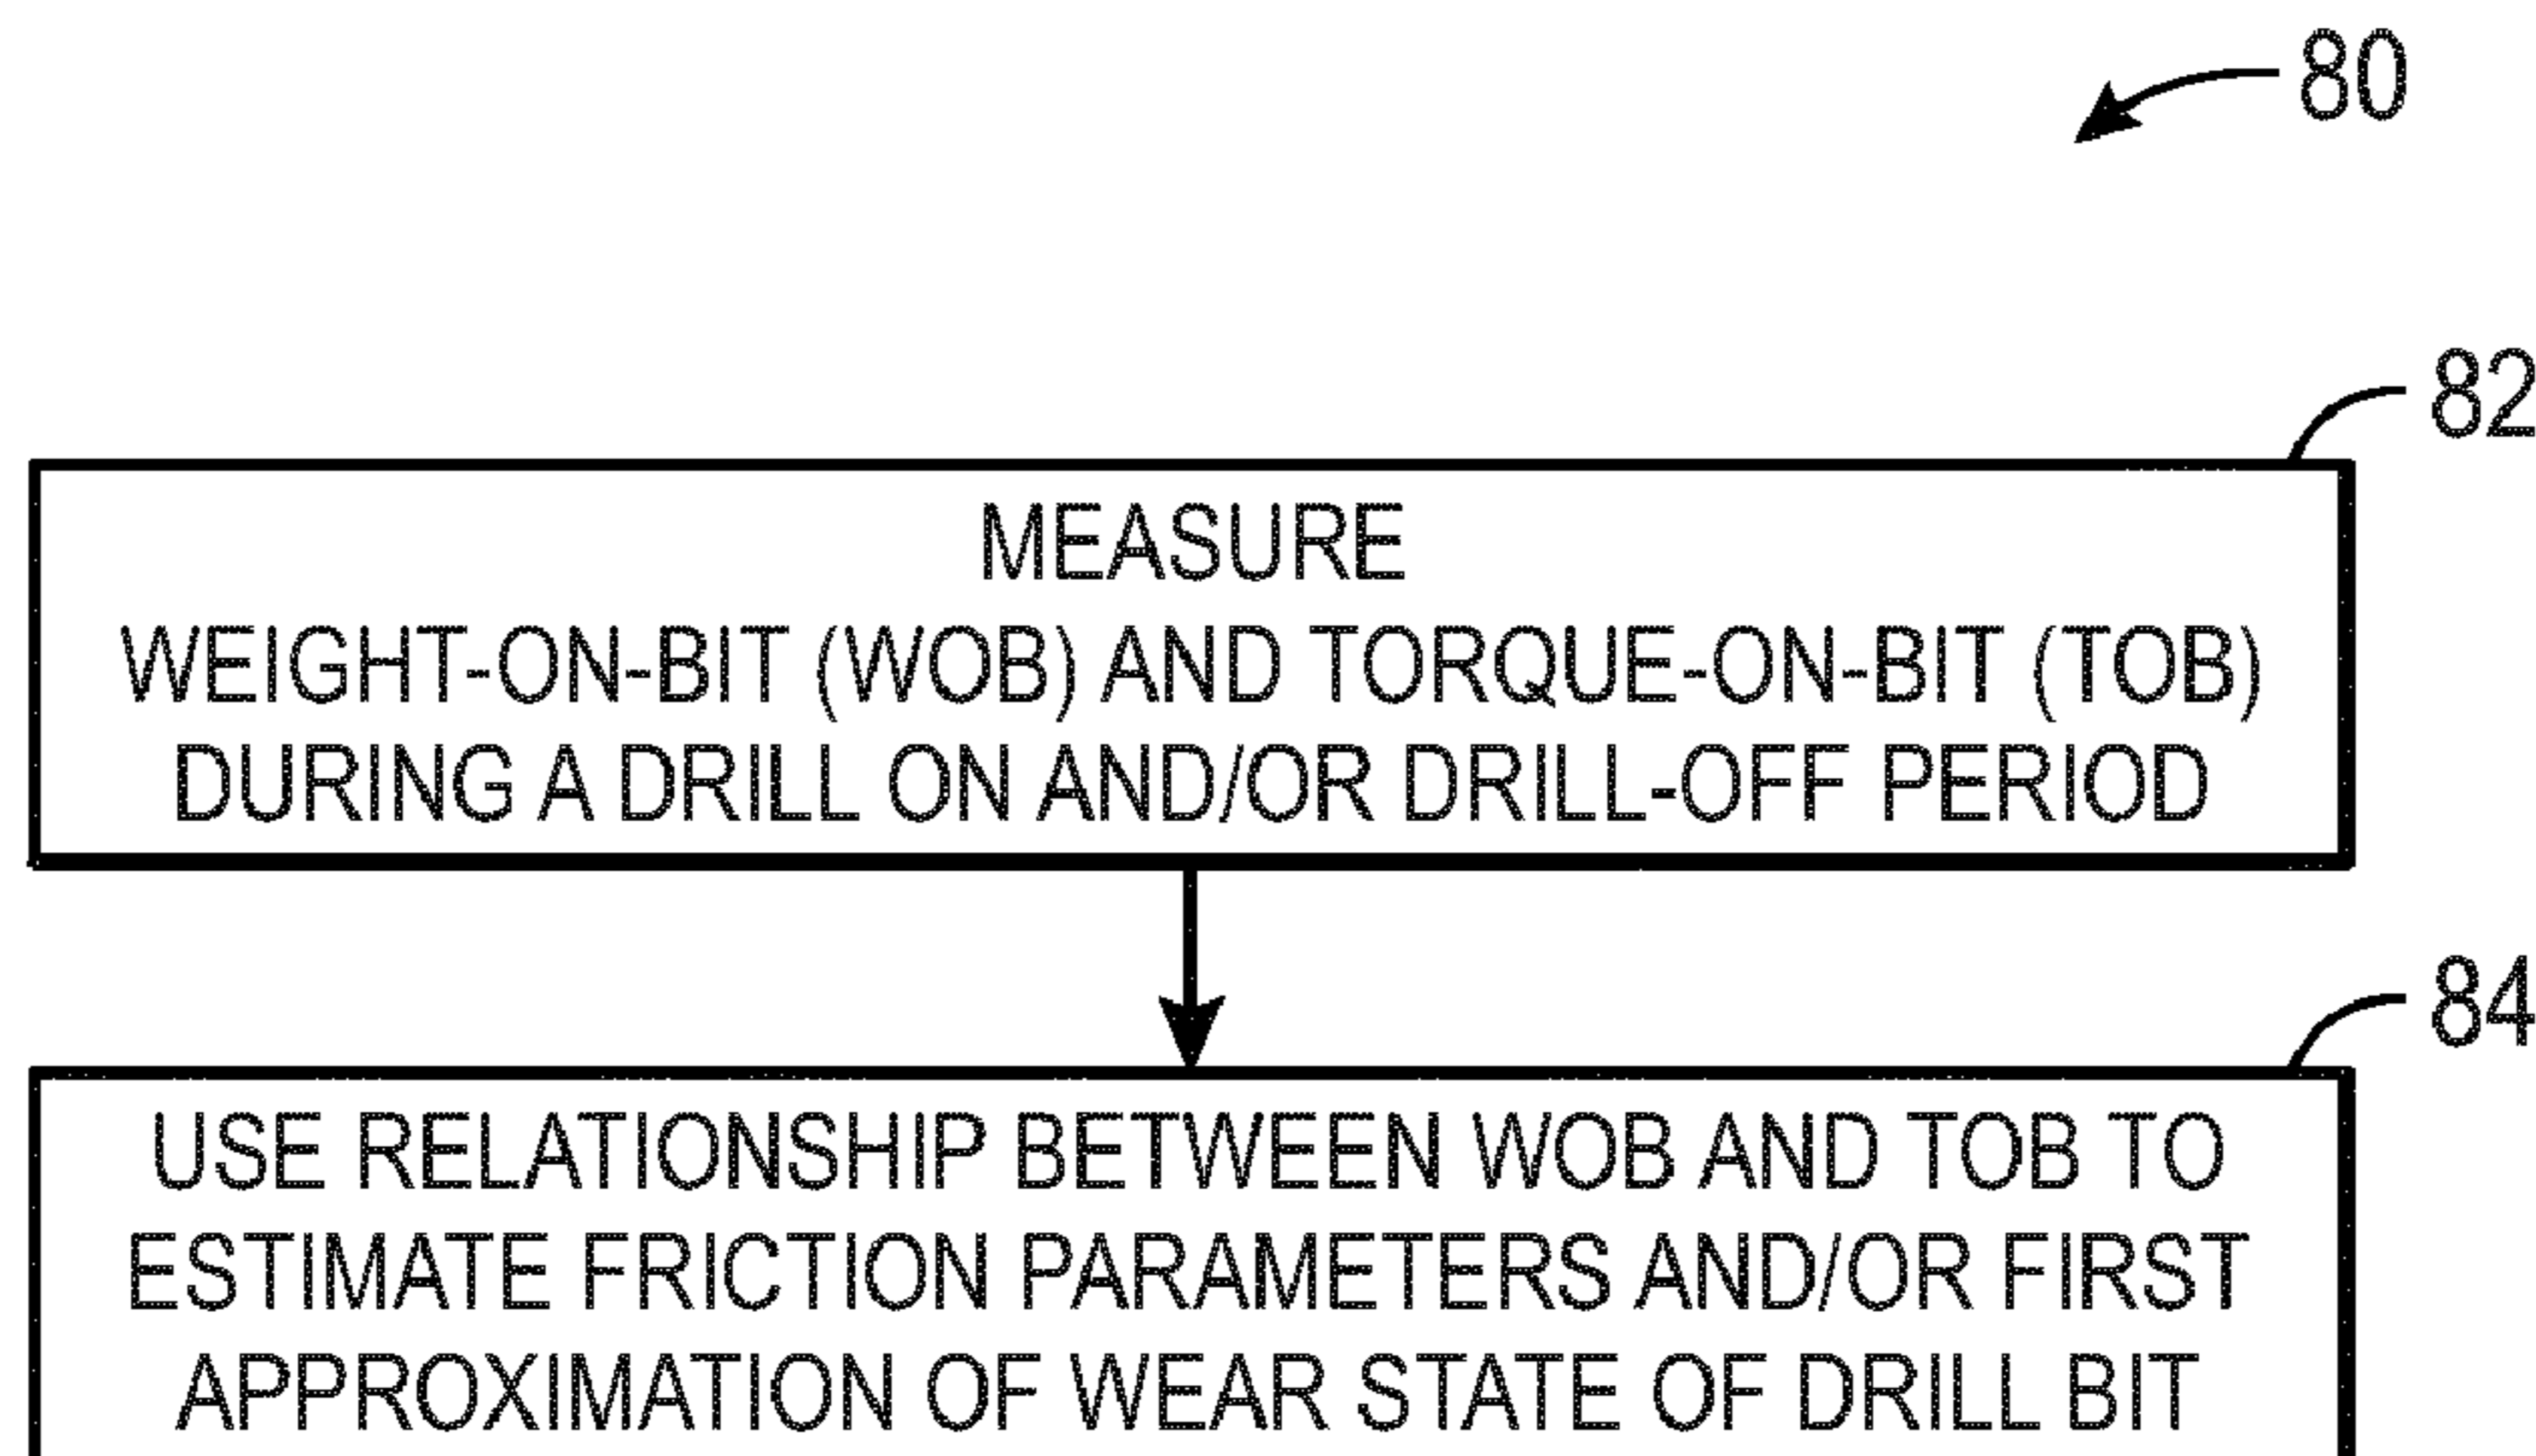 80
82
MEASURE
WEIGHT-ON-BIT (WOB) AND TORQUE-ON-BIT (TOB)
DURING A DRILL ON AND/OR DRILL-OFF PERIOD
84
USE RELATIONSHIP BETWEEN WOB AND TOB TO
ESTIMATE FRICTION PARAMETERS AND/OR FIRST
APPROXIMATION OF WEAR STATE OF DRILL BIT